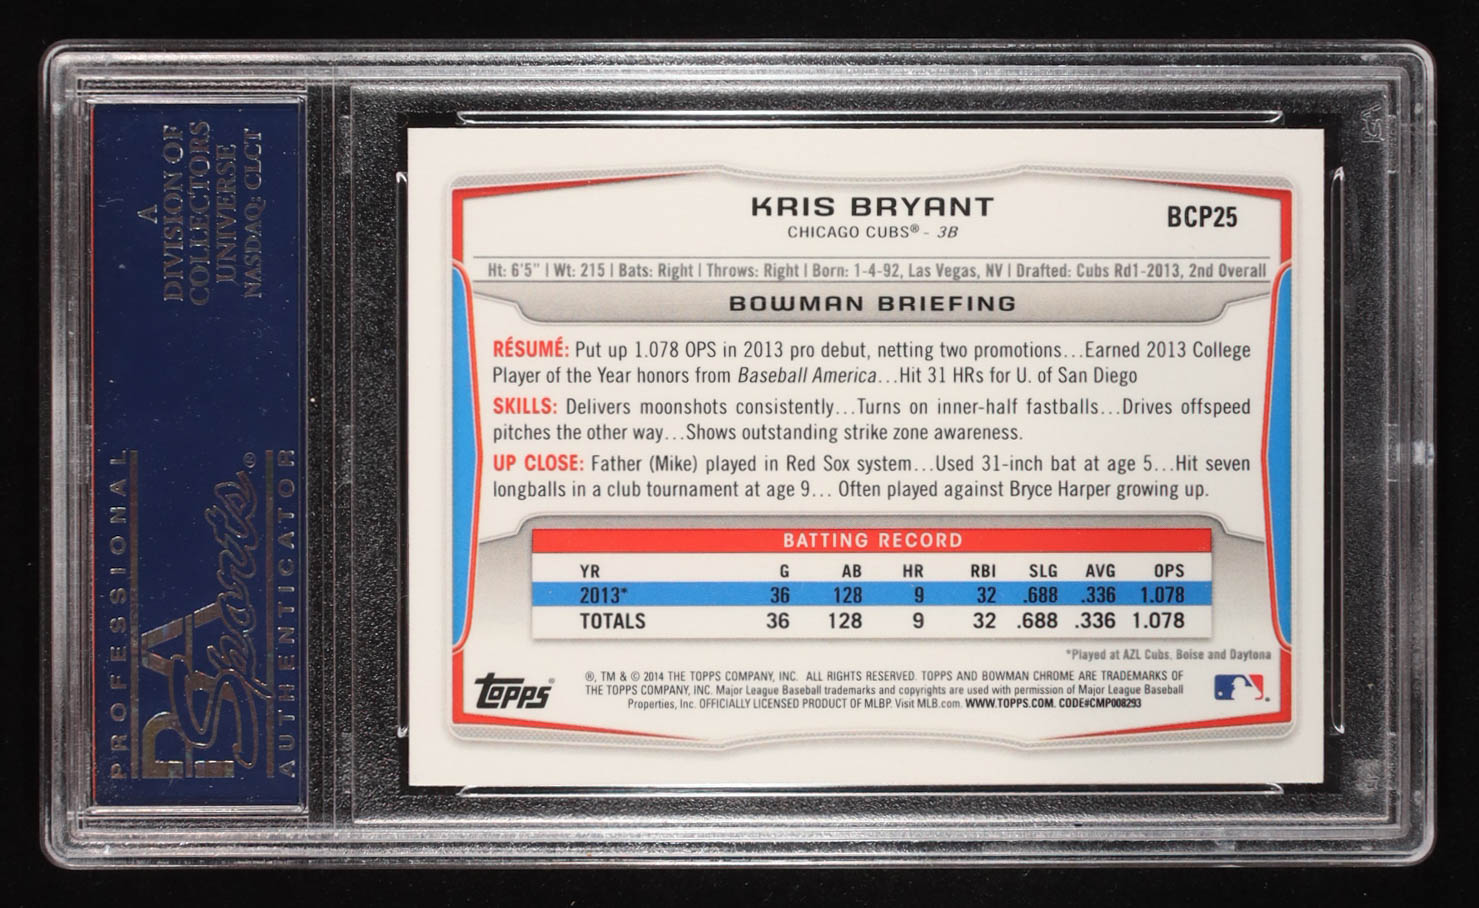 A
DIVISION OF
COLLECTORS
UNIVERSE
NASDAQ: CLCT
PROFESSIONAL
PSA
Sports®
AUTHENTICATOR
KRIS BRYANT
CHICAGO CUBS® - 3B
BCP25
Ht: 6'5" | Wt: 215 | Bats: Right | Throws: Right | Born: 1-4-92, Las Vegas, NV | Drafted: Cubs Rd1-2013, 2nd Overall
BOWMAN BRIEFING
RÉSUMÉ: Put up 1.078 OPS in 2013 pro debut, netting two promotions...Earned 2013 College
Player of the Year honors from Baseball America...Hit 31 HRs for U. of San Diego
SKILLS: Delivers moonshots consistently...Turns on inner-half fastballs...Drives offspeed
pitches the other way...Shows outstanding strike zone awareness.
UP CLOSE: Father (Mike) played in Red Sox system...Used 31-inch bat at age 5...Hit seven
longballs in a club tournament at age 9... Often played against Bryce Harper growing up.
BATTING RECORD
YR G AB HR RBI SLG AVG OPS
2013* 36 128 9 32 .688 .336 1.078
TOTALS 36 128 9 32 .688 .336 1.078
*Played at AZL Cubs, Boise and Daytona
TOPPS®
®, TM & © 2014 THE TOPPS COMPANY, INC. ALL RIGHTS RESERVED. TOPPS AND BOWMAN CHROME ARE TRADEMARKS OF
THE TOPPS COMPANY, INC. Major League Baseball trademarks and copyrights are used with permission of Major League Baseball
Properties, Inc. OFFICIALLY LICENSED PRODUCT OF MLBP. Visit MLB.com. WWW.TOPPS.COM. CODE#CMP008293